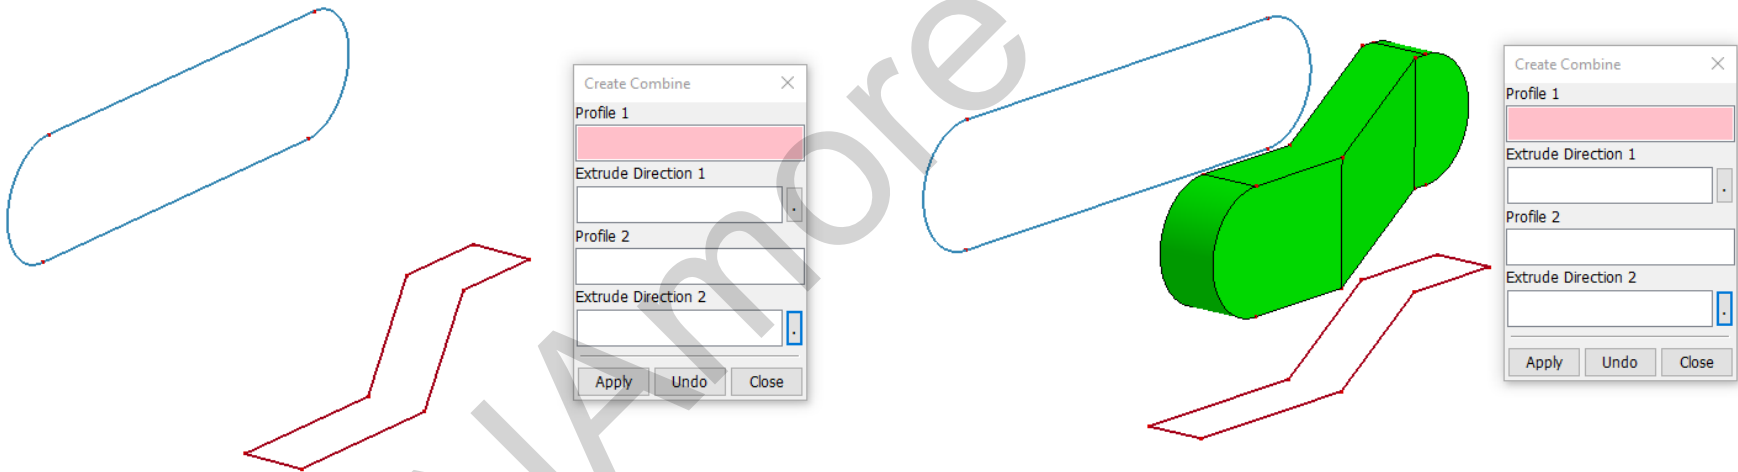 Create Combine
Profile 1
Extrude Direction 1
.
Profile 2
Extrude Direction 2
.
Apply Undo Close
Create Combine
Profile 1
Extrude Direction 1
.
Profile 2
Extrude Direction 2
.
Apply Undo Close
Amore